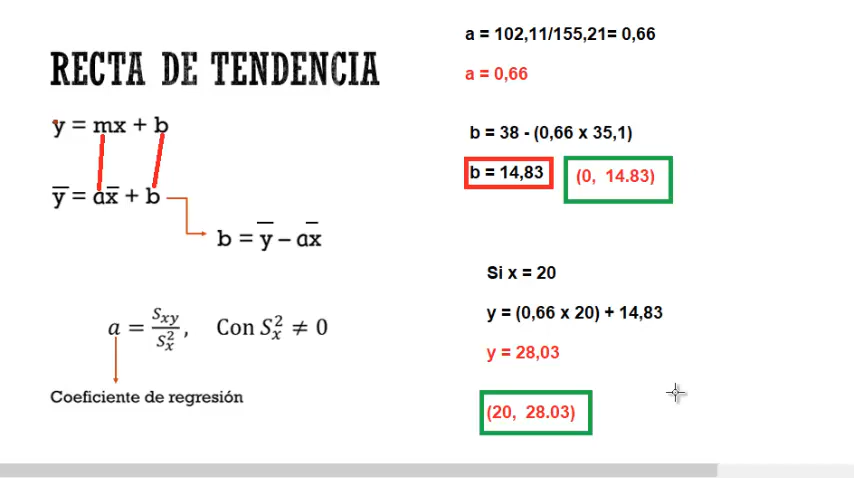 RECTA DE TENDENCIA
y = mx + b
y̅ = ax̅ + b
b = y̅ – ax̅
a = Sxy/Sx², Con Sx² ≠ 0
Coeficiente de regresión
a = 102,11/155,21= 0,66
a = 0,66
b = 38 - (0,66 x 35,1)
b = 14,83 (0, 14.83)
Si x = 20
y = (0,66 x 20) + 14,83
y = 28,03
(20, 28.03)